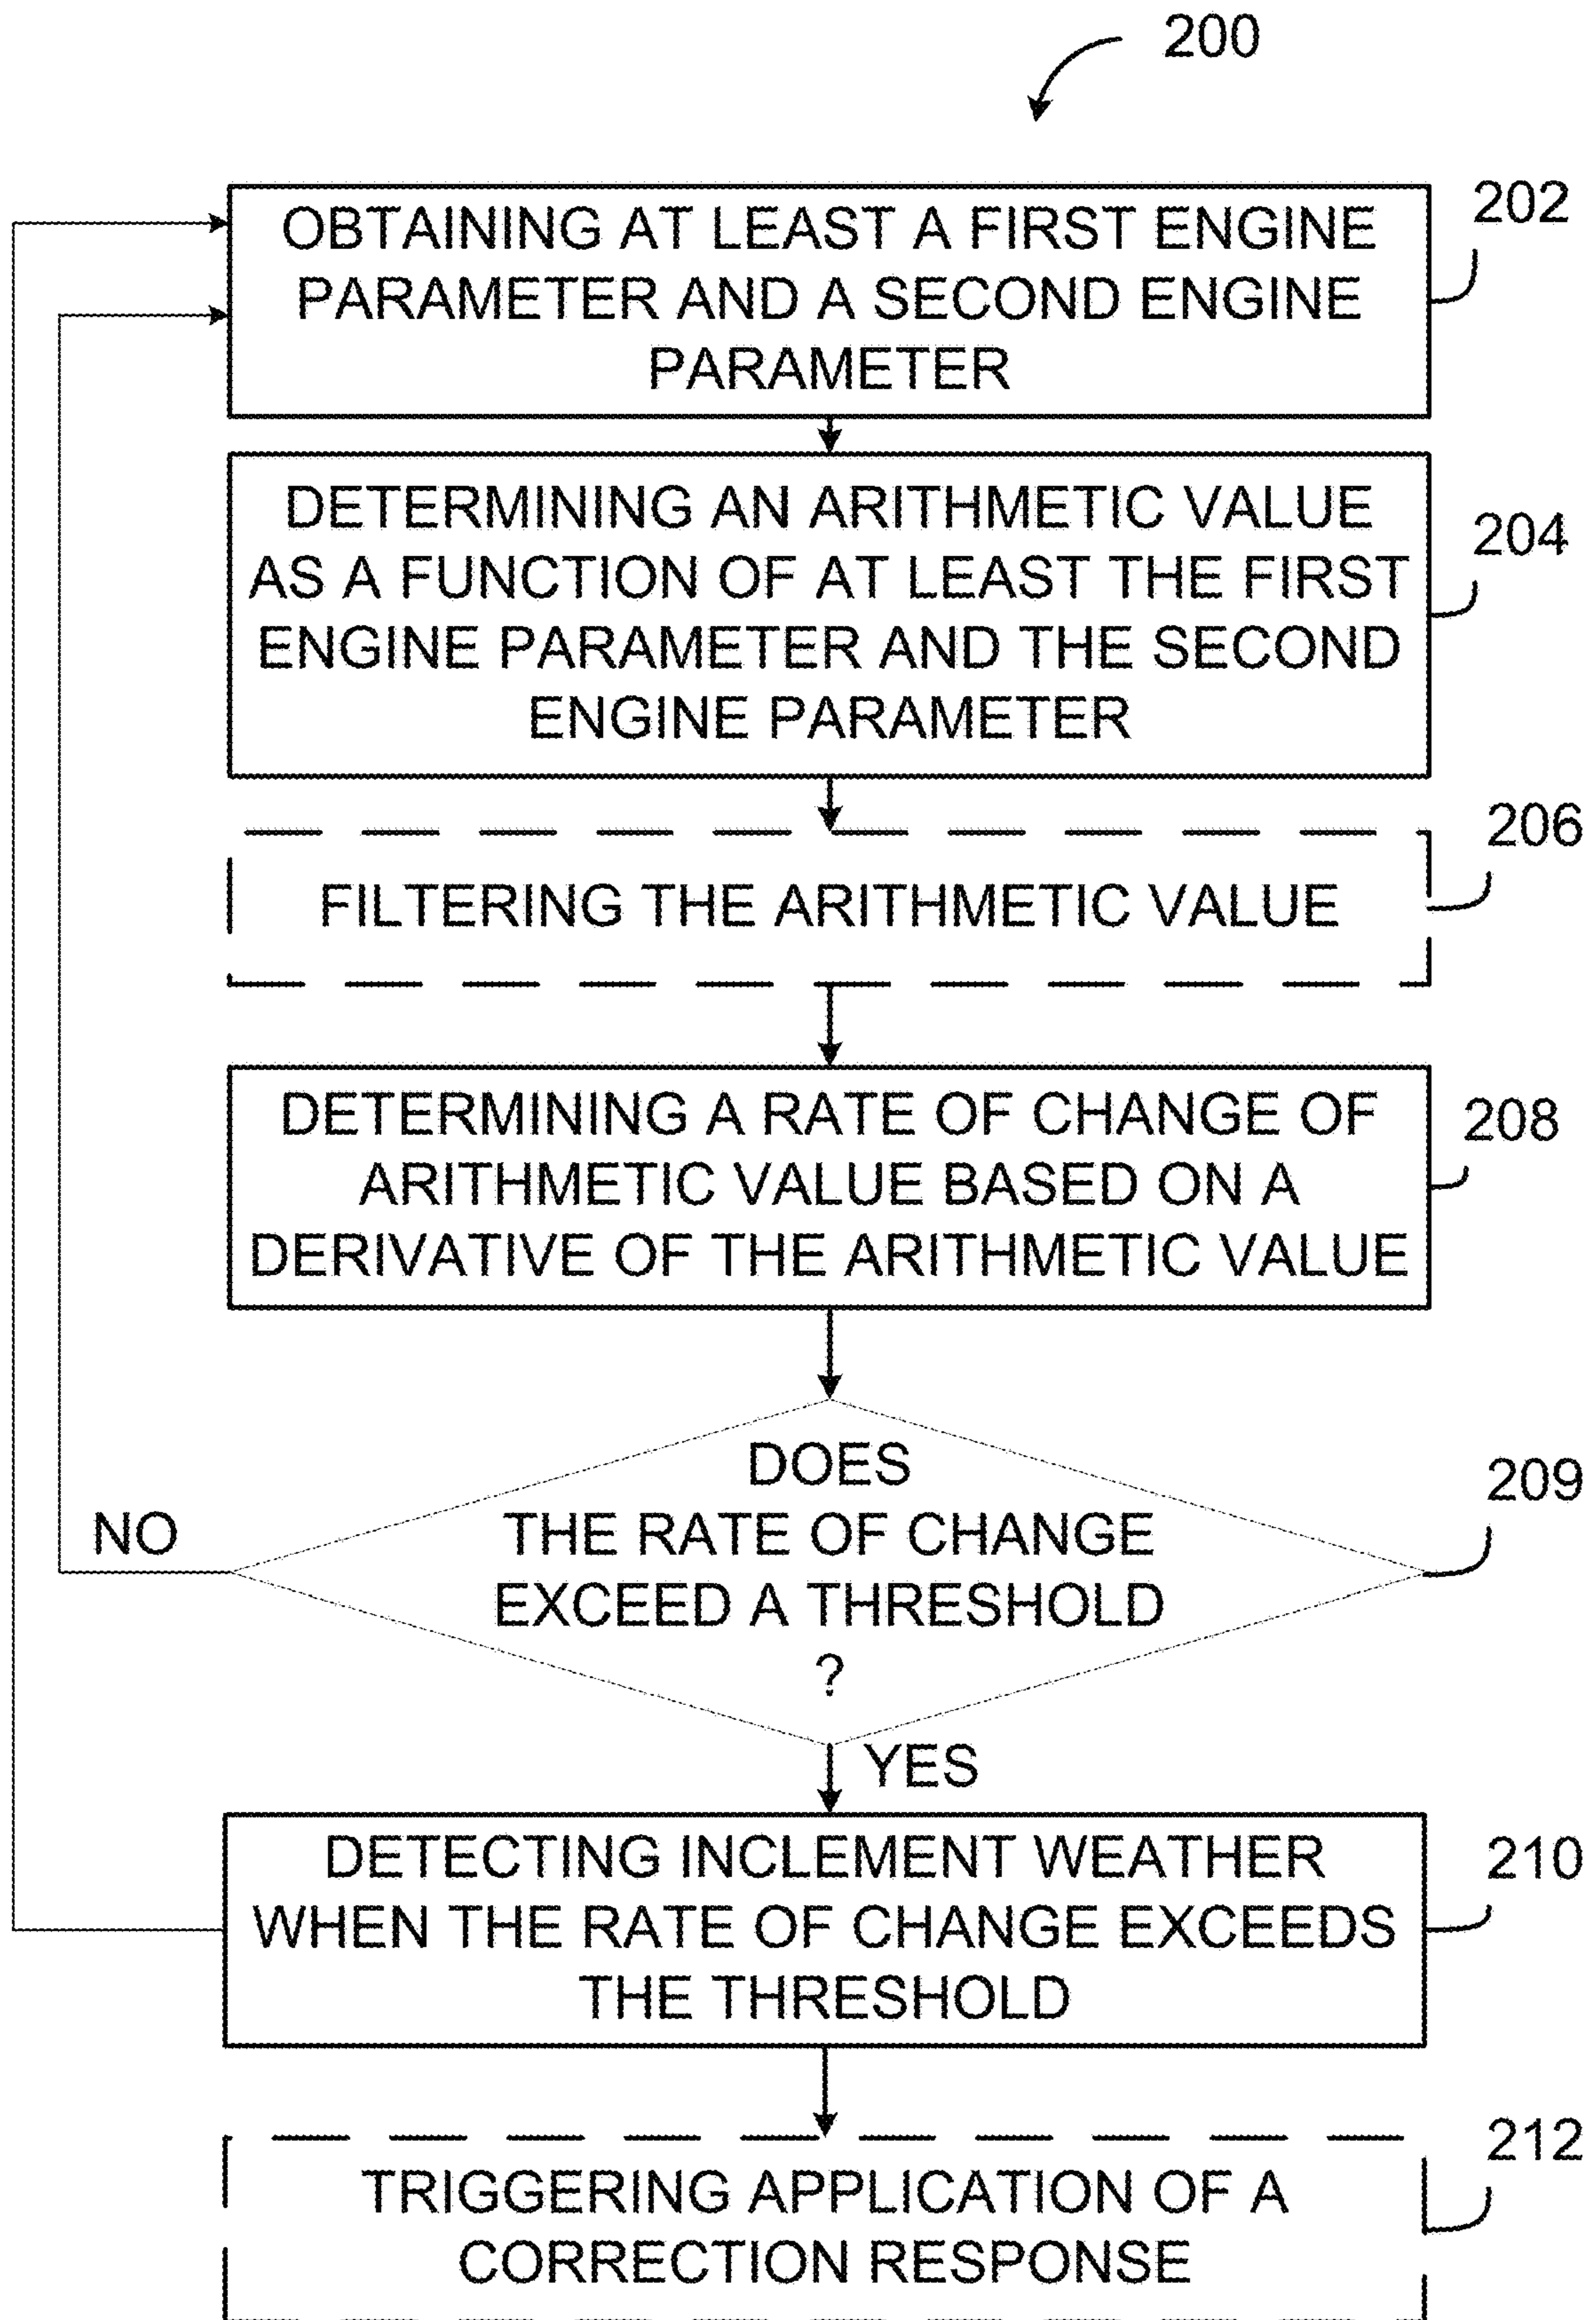 200
OBTAINING AT LEAST A FIRST ENGINE
PARAMETER AND A SECOND ENGINE
PARAMETER
202
DETERMINING AN ARITHMETIC VALUE
AS A FUNCTION OF AT LEAST THE FIRST
ENGINE PARAMETER AND THE SECOND
ENGINE PARAMETER
204
FILTERING THE ARITHMETIC VALUE
206
DETERMINING A RATE OF CHANGE OF
ARITHMETIC VALUE BASED ON A
DERIVATIVE OF THE ARITHMETIC VALUE
208
DOES
THE RATE OF CHANGE
EXCEED A THRESHOLD
?
209
NO
YES
DETECTING INCLEMENT WEATHER
WHEN THE RATE OF CHANGE EXCEEDS
THE THRESHOLD
210
TRIGGERING APPLICATION OF A
CORRECTION RESPONSE
212